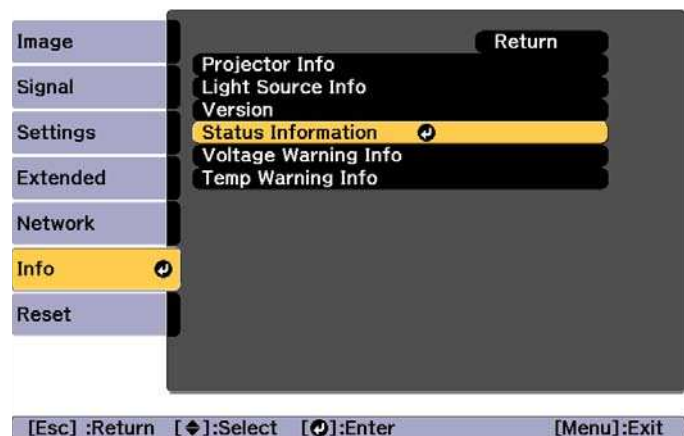 Image
Signal
Settings
Extended
Network
Info
Reset
Return
Projector Info
Light Source Info
Version
Status Information
Voltage Warning Info
Temp Warning Info
[Esc] :Return [◆]:Select [⏎]:Enter [Menu]:Exit